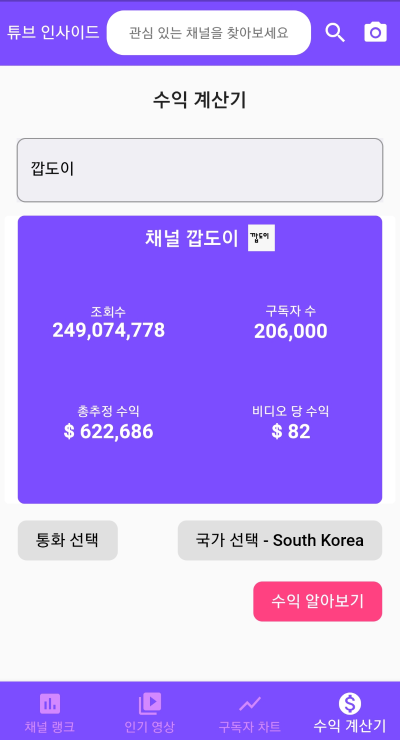 튜브 인사이드
관심 있는 채널을 찾아보세요
수익 계산기
깝도이
채널 깝도이 깝도이
조회수
249,074,778
구독자 수
206,000
총추정 수익
$ 622,686
비디오 당 수익
$ 82
통화 선택
국가 선택 - South Korea
수익 알아보기
채널 랭크
인기 영상
구독자 차트
수익 계산기